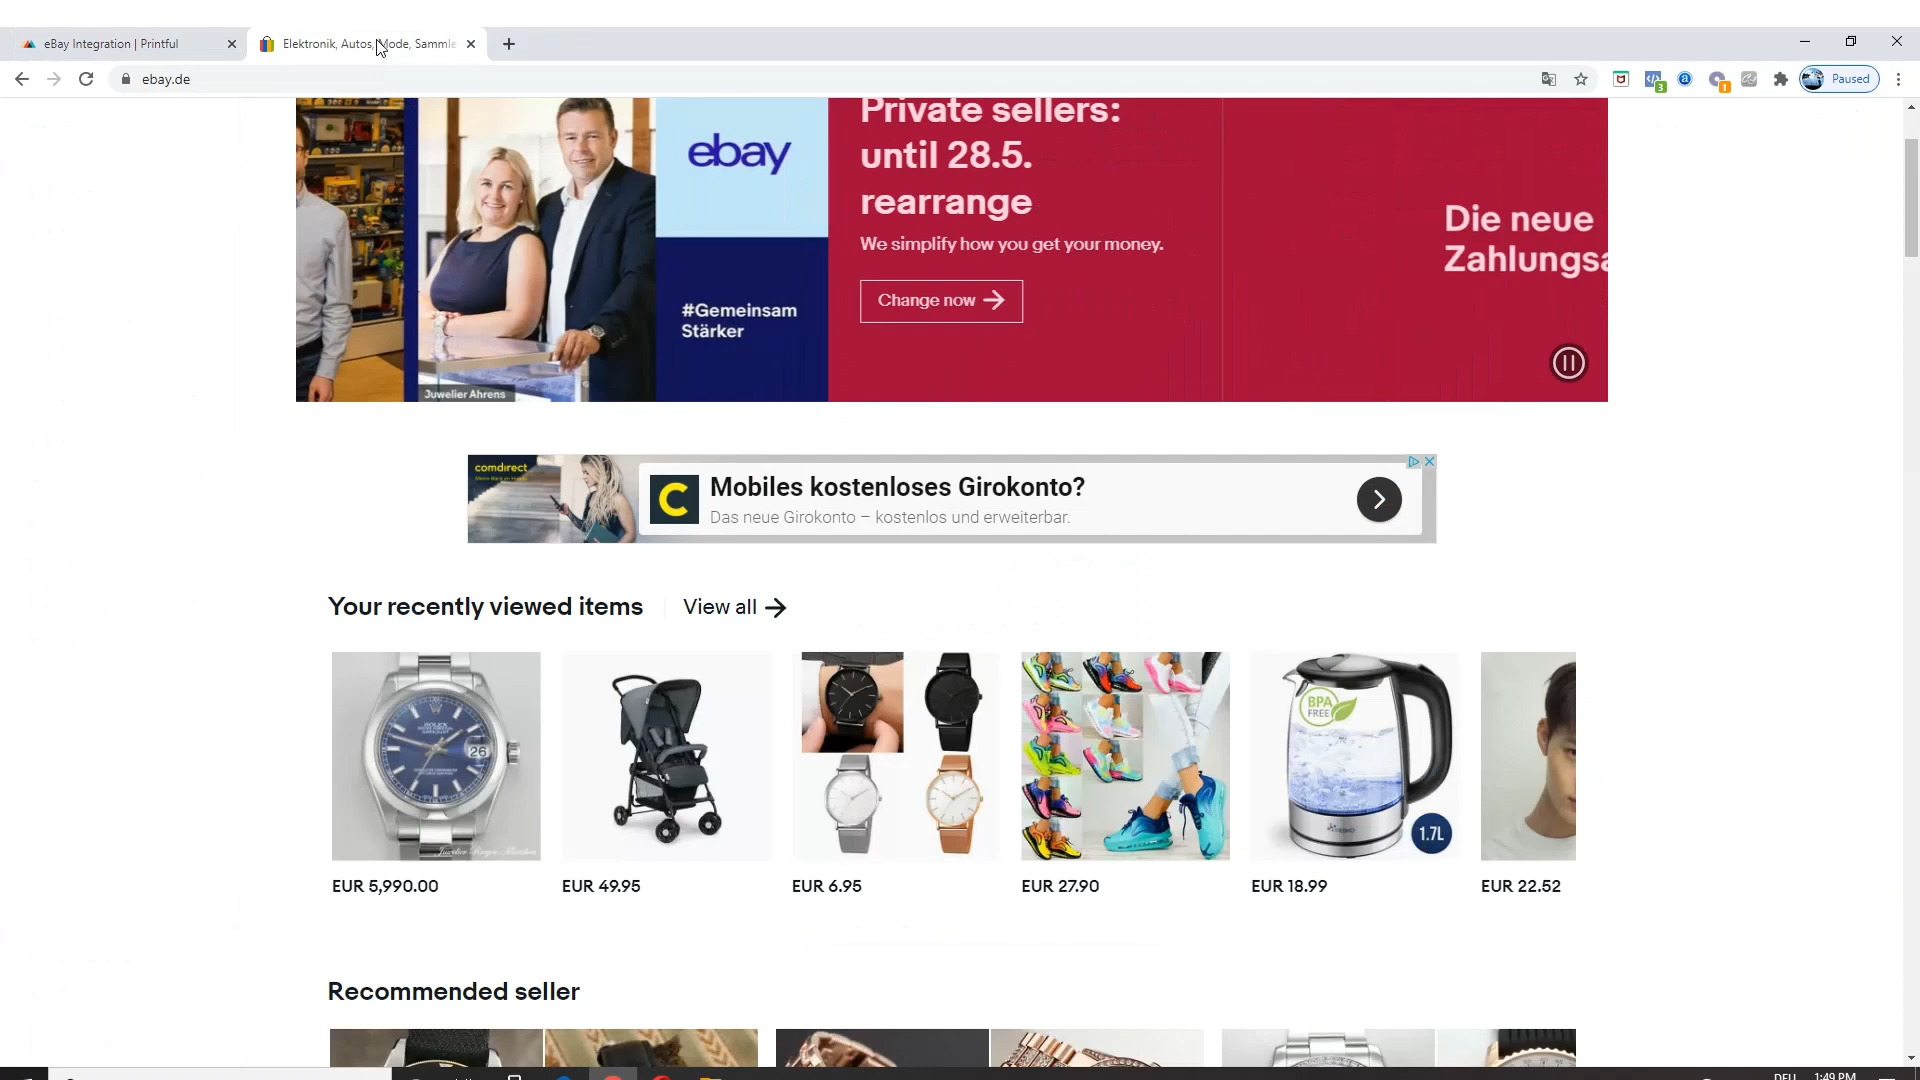 eBay Integration | Printful
Elektronik, Autos, Mode, Sammle
ebay.de
Paused
Private sellers:
until 28.5.
rearrange
We simplify how you get your money.
Change now
ebay
#Gemeinsam
Stärker
Juwelier Ahrens
Die neue
Zahlungsa
comdirect
Mobiles kostenloses Girokonto?
Das neue Girokonto – kostenlos und erweiterbar.
Your recently viewed items
View all
ROLEX
26
BPA
FREE
1.7L
EUR 5,990.00
EUR 49.95
EUR 6.95
EUR 27.90
EUR 18.99
EUR 22.52
Recommended seller
DEU
1:49 PM